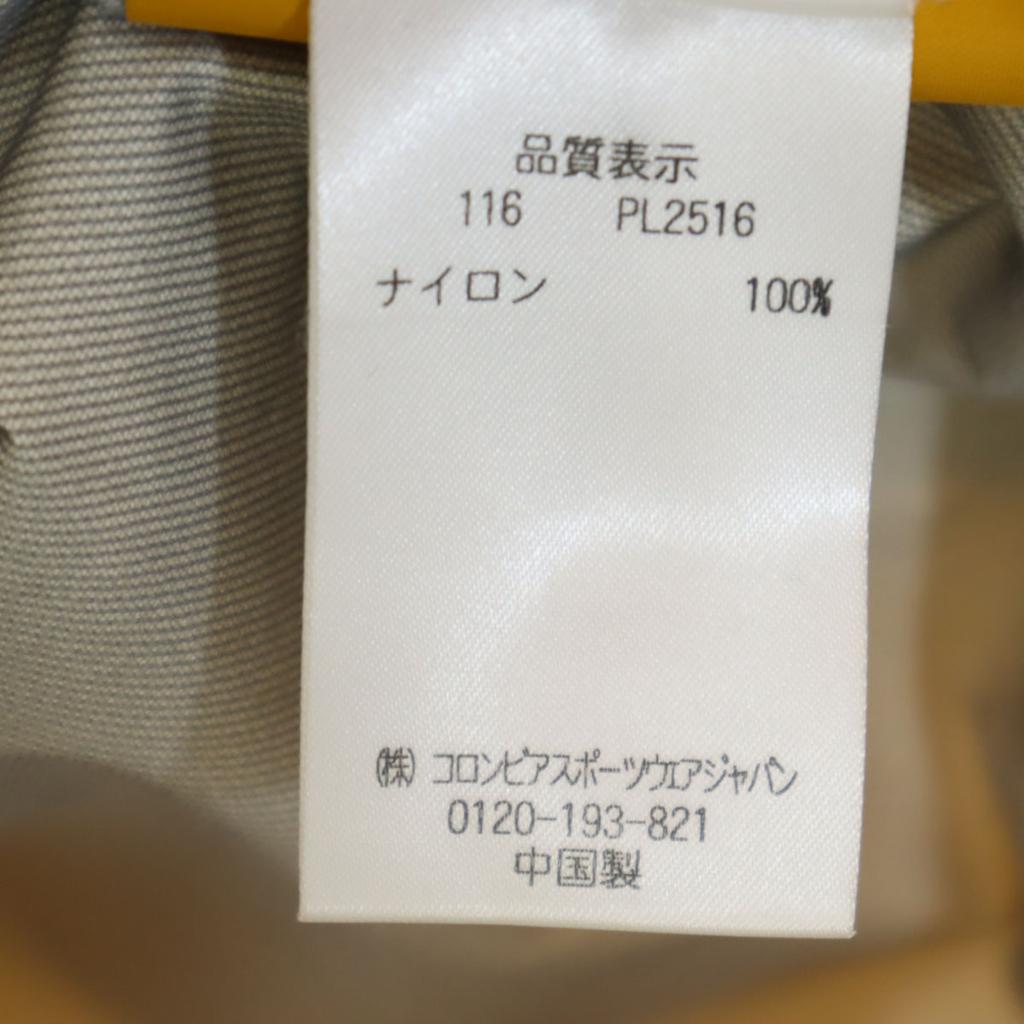 品質表示
116 PL2516
ナイロン 100%
㈱ コロンビアスポーツウエアジャパン
0120-193-821
中国製